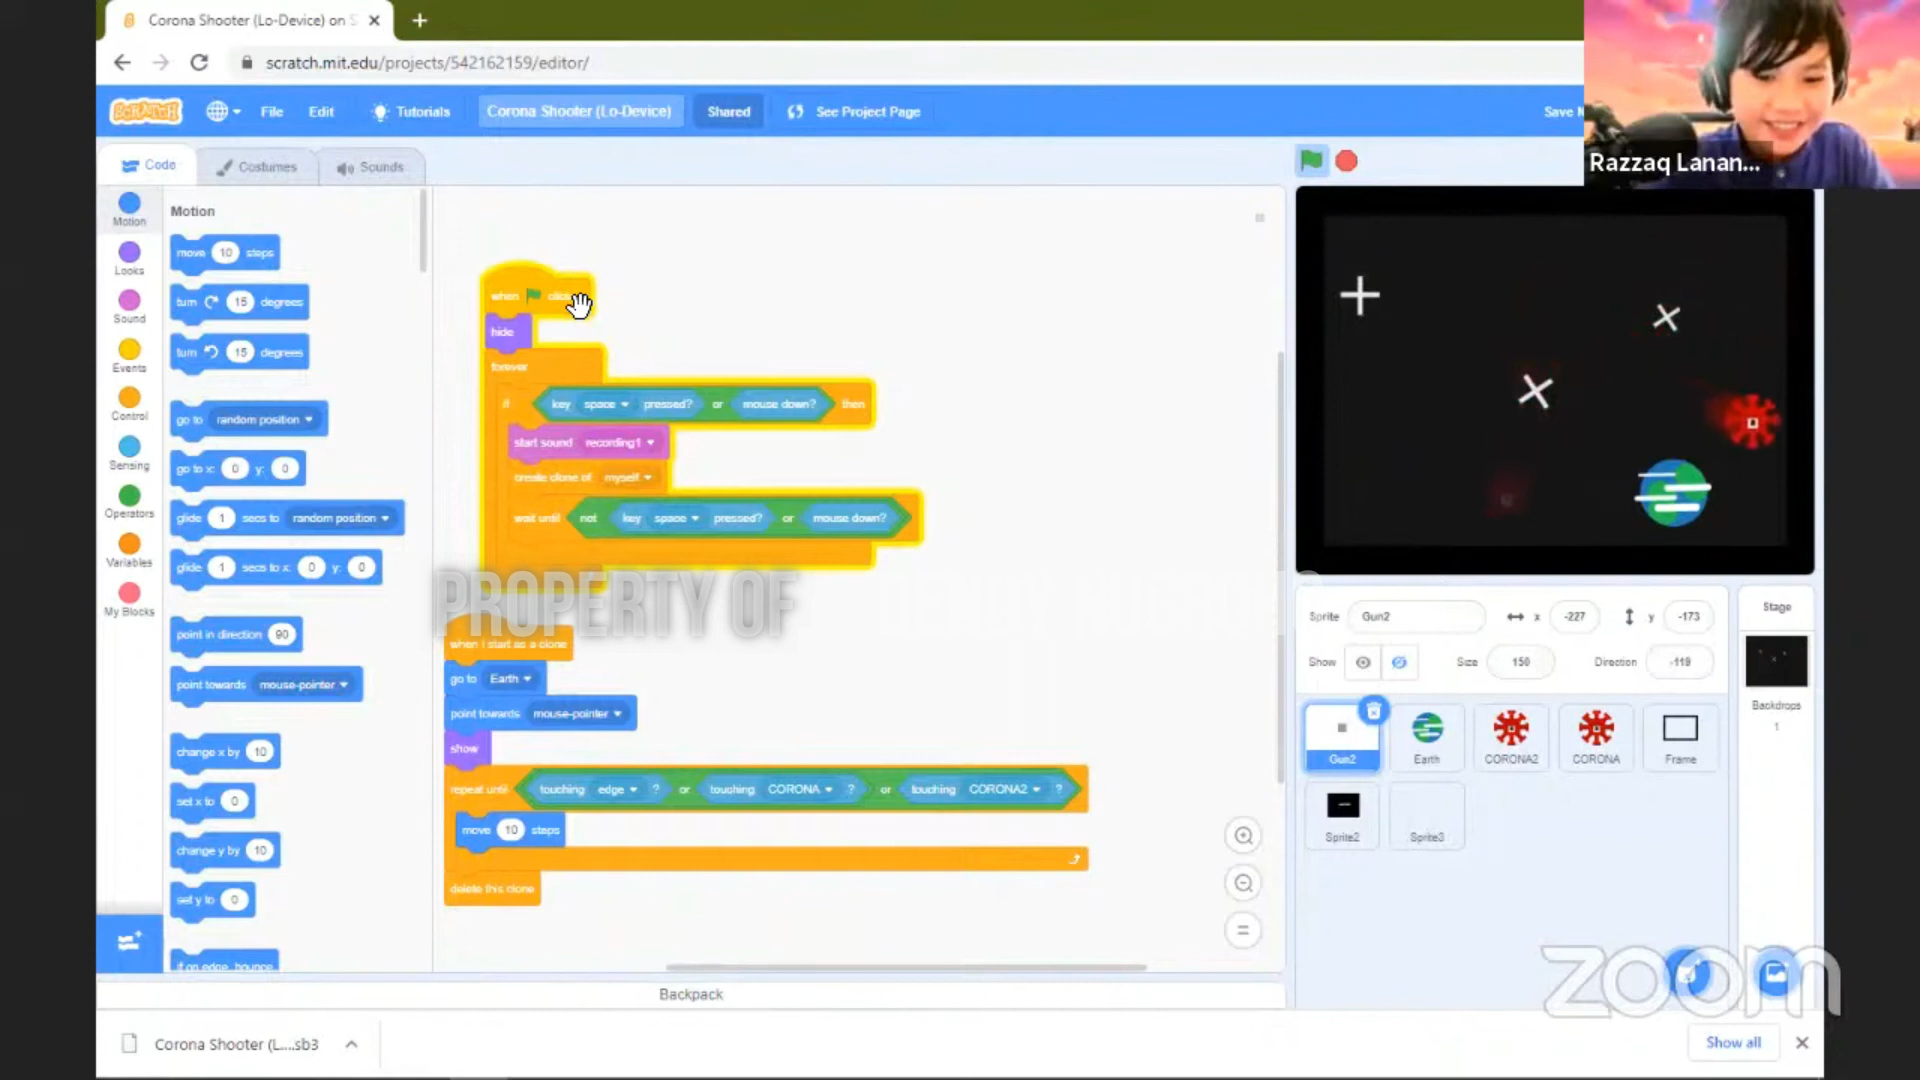 Corona Shooter (Lo-Device) on S
scratch.mit.edu/projects/542162159/editor/
SCRATCH
File
Edit
Tutorials
Corona Shooter (Lo-Device)
Shared
See Project Page
Save
Razzaq Lanan...
Code
Costumes
Sounds
Motion
Looks
Sound
Events
Control
Sensing
Operators
Variables
My Blocks
Motion
move 10 steps
turn 15 degrees
turn 15 degrees
go to random position
go to x: 0 y: 0
glide 1 secs to random position
glide 1 secs to x: 0 y: 0
point in direction 90
point towards mouse-pointer
change x by 10
set x to 0
change y by 10
set y to 0
if on edge, bounce
when
hide
forever
if key space pressed? or mouse down? then
start sound recording1
create clone of myself
wait until not key space pressed? or mouse down?
PROPERTY OF
when I start as a clone
go to Earth
point towards mouse-pointer
show
repeat until touching edge ? or touching CORONA ? or touching CORONA2 ?
move 10 steps
delete this clone
Sprite Gun2 x -227 y -173
Show Size 150 Direction -119
Gun2
Earth
CORONA2
CORONA
Frame
Sprite2
Sprite3
Stage
Backdrops
1
Backpack
zoom
Corona Shooter (L....sb3
Show all